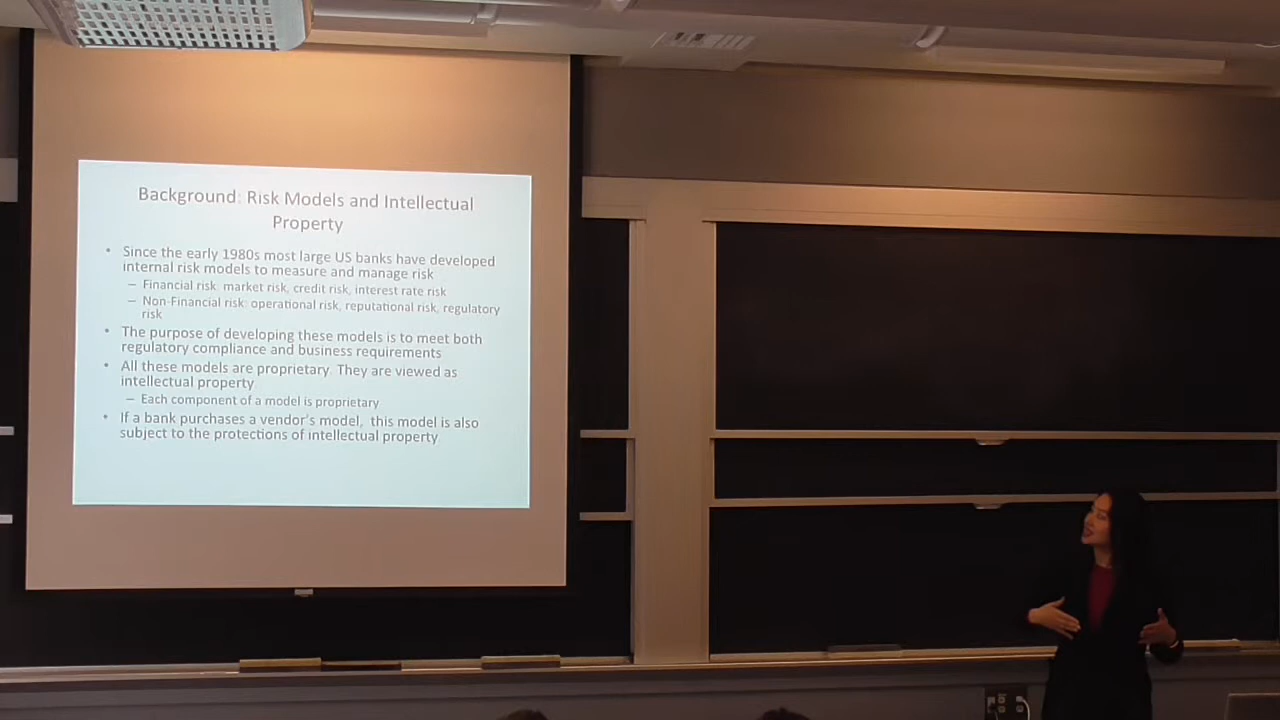 Background: Risk Models and Intellectual
Property
• Since the early 1980s most large US banks have developed
internal risk models to measure and manage risk
– Financial risk: market risk, credit risk, interest rate risk
– Non-Financial risk: operational risk, reputational risk, regulatory
risk
• The purpose of developing these models is to meet both
regulatory compliance and business requirements
• All these models are proprietary. They are viewed as
intellectual property
– Each component of a model is proprietary
• If a bank purchases a vendor's model, this model is also
subject to the protections of intellectual property